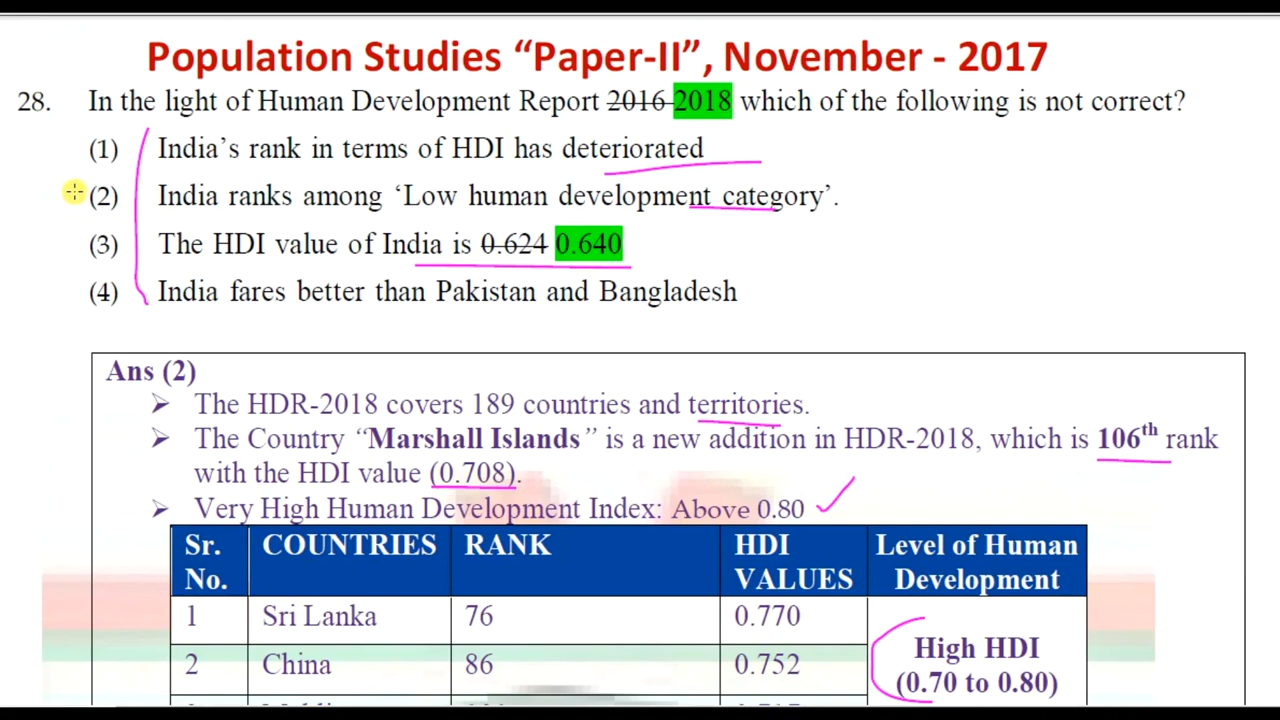 Population Studies “Paper-II”, November - 2017
28. In the light of Human Development Report 2016 2018 which of the following is not correct?
(1) India’s rank in terms of HDI has deteriorated
(2) India ranks among ‘Low human development category’.
(3) The HDI value of India is 0.624 0.640
(4) India fares better than Pakistan and Bangladesh
Ans (2)
➢ The HDR-2018 covers 189 countries and territories.
➢ The Country “Marshall Islands” is a new addition in HDR-2018, which is 106th rank
with the HDI value (0.708).
➢ Very High Human Development Index: Above 0.80
Sr. No. COUNTRIES RANK HDI VALUES Level of Human Development
1 Sri Lanka 76 0.770
2 China 86 0.752
High HDI
(0.70 to 0.80)